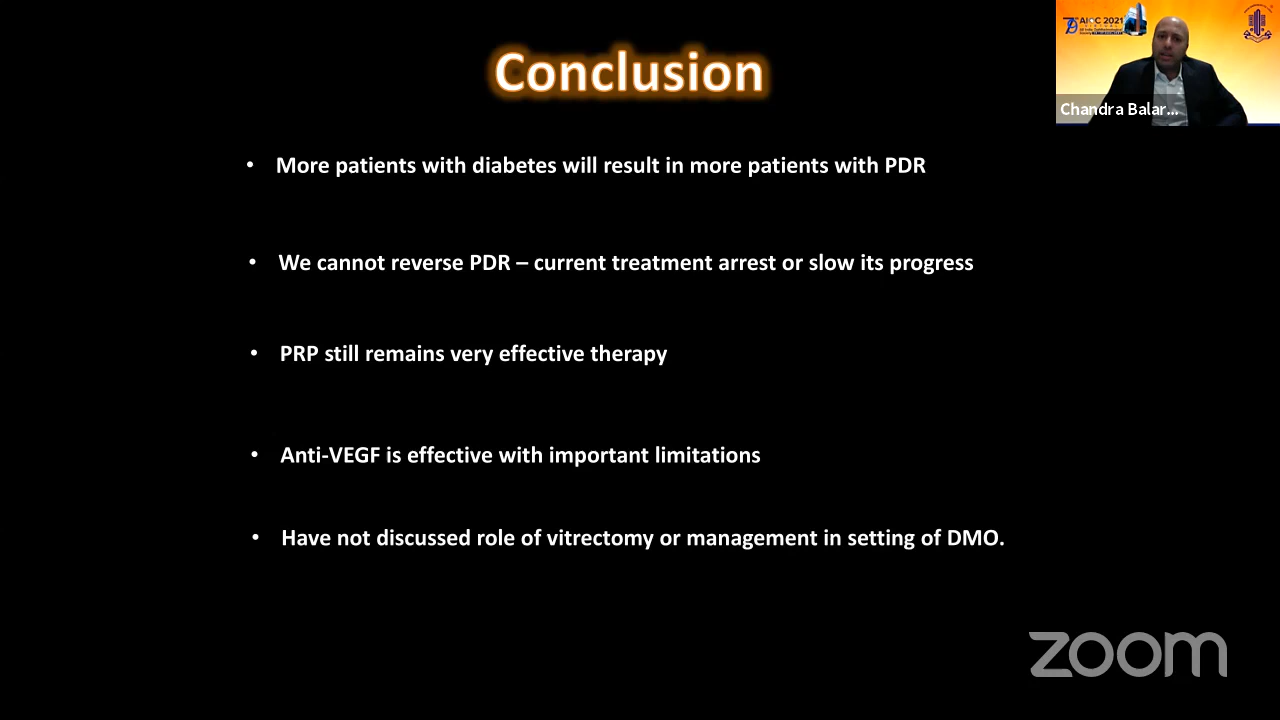 Conclusion
AIOC 2021
Chandra Balar...
• More patients with diabetes will result in more patients with PDR
• We cannot reverse PDR – current treatment arrest or slow its progress
• PRP still remains very effective therapy
• Anti-VEGF is effective with important limitations
• Have not discussed role of vitrectomy or management in setting of DMO.
zoom